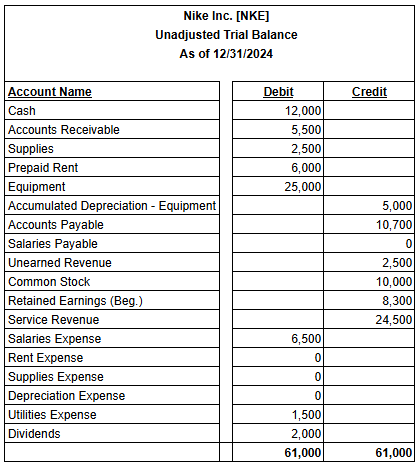 Nike Inc. [NKE]
Unadjusted Trial Balance
As of 12/31/2024
Account Name Debit Credit
Cash 12,000
Accounts Receivable 5,500
Supplies 2,500
Prepaid Rent 6,000
Equipment 25,000
Accumulated Depreciation - Equipment 5,000
Accounts Payable 10,700
Salaries Payable 0
Unearned Revenue 2,500
Common Stock 10,000
Retained Earnings (Beg.) 8,300
Service Revenue 24,500
Salaries Expense 6,500
Rent Expense 0
Supplies Expense 0
Depreciation Expense 0
Utilities Expense 1,500
Dividends 2,000
61,000 61,000